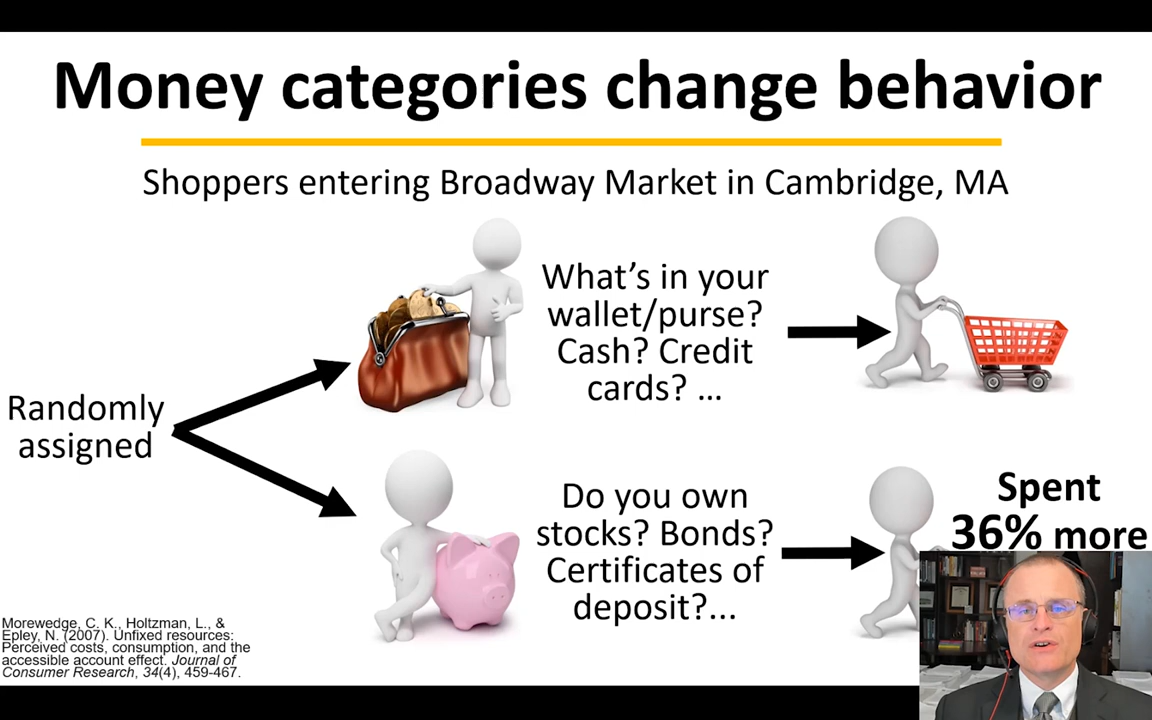 Money categories change behavior
Shoppers entering Broadway Market in Cambridge, MA
What’s in your
wallet/purse?
Cash? Credit
cards? ...
Randomly
assigned
Do you own
stocks? Bonds?
Certificates of
deposit?...
Spent
36% more
Morewedge, C. K., Holtzman, L., &
Epley, N. (2007). Unfixed resources:
Perceived costs, consumption, and the
accessible account effect. Journal of
Consumer Research, 34(4), 459-467.